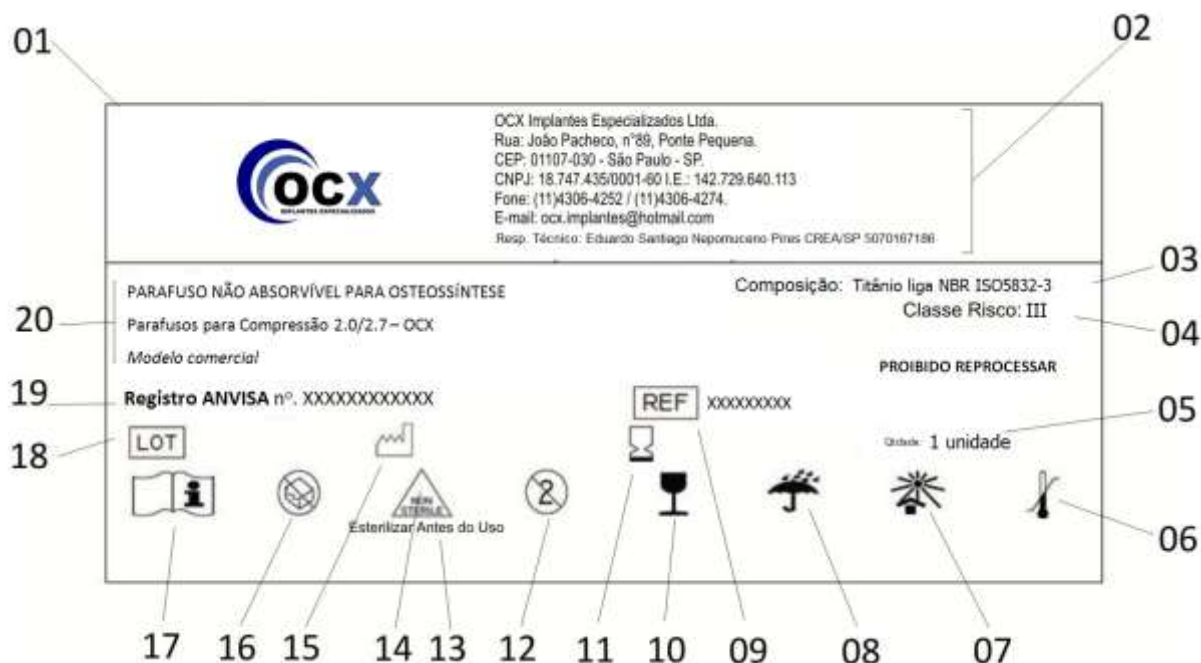 01
02
OCX
IMPLANTES ESPECIALIZADOS
OCX Implantes Especializados Ltda.
Rua: João Pacheco, n°89, Ponte Pequena.
CEP: 01107-030 - São Paulo - SP.
CNPJ: 18.747.435/0001-60 I.E.: 142.729.640.113
Fone: (11)4306-4252 / (11)4306-4274.
E-mail: ocx.implantes@hotmail.com
Resp. Técnico: Eduardo Santiago Nepomuceno Pires CREA/SP 5070167186
03
Composição: Titânio liga NBR ISO5832-3
PARAFUSO NÃO ABSORVÍVEL PARA OSTEOSSÍNTESE
Classe Risco: III
04
20
Parafusos para Compressão 2.0/2.7 – OCX
Modelo comercial
PROIBIDO REPROCESSAR
19
Registro ANVISA nº. XXXXXXXXXXXX
REF XXXXXXXXX
05
18
LOT
Qtdade: 1 unidade
i
NON
STERILE
2
Esterilizar Antes do Uso
06
17
16
15
14
13
12
11
10
09
08
07